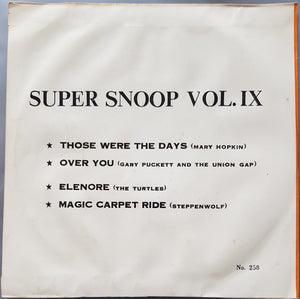 SUPER SNOOP VOL. IX
★ THOSE WERE THE DAYS (MARY HOPKIN)
★ OVER YOU (GARY PUCKETT AND THE UNION GAP)
★ ELENORE (THE TURTLES)
★ MAGIC CARPET RIDE (STEPPENWOLF)
No. 258